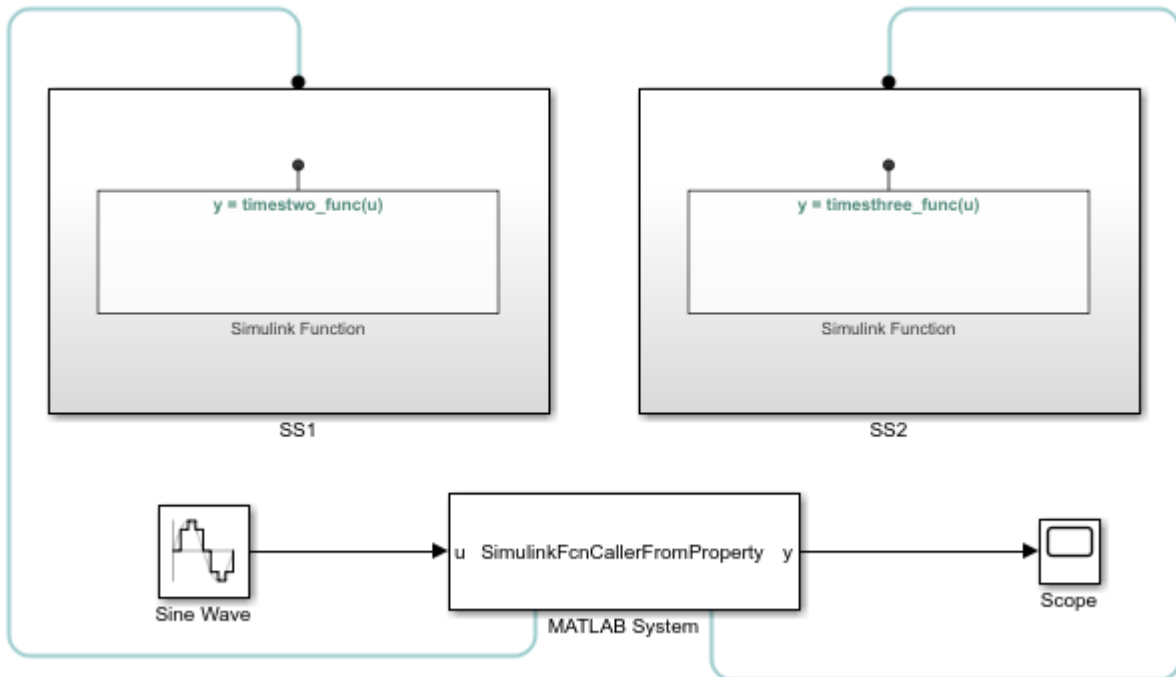 y = timestwo_func(u)
Simulink Function
SS1
y = timesthree_func(u)
Simulink Function
SS2
Sine Wave
u SimulinkFcnCallerFromProperty y
MATLAB System
Scope